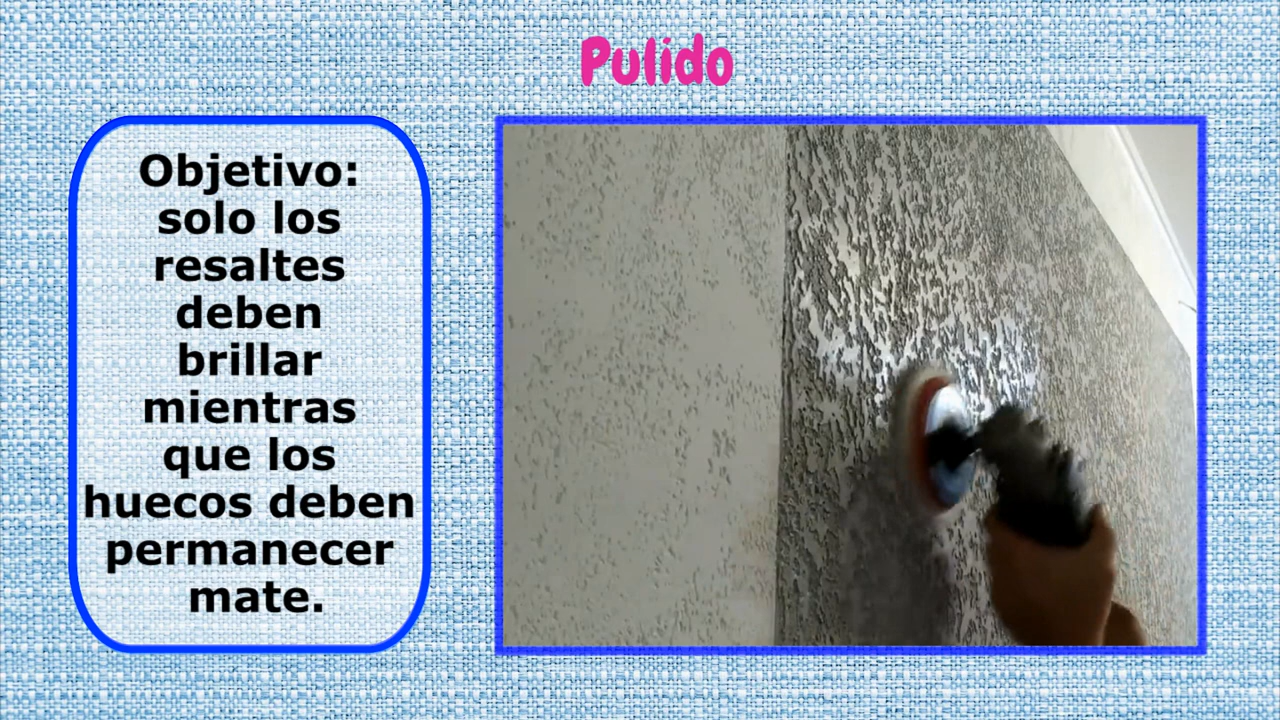 Pulido
Objetivo:
solo los
resaltes
deben
brillar
mientras
que los
huecos deben
permanecer
mate.